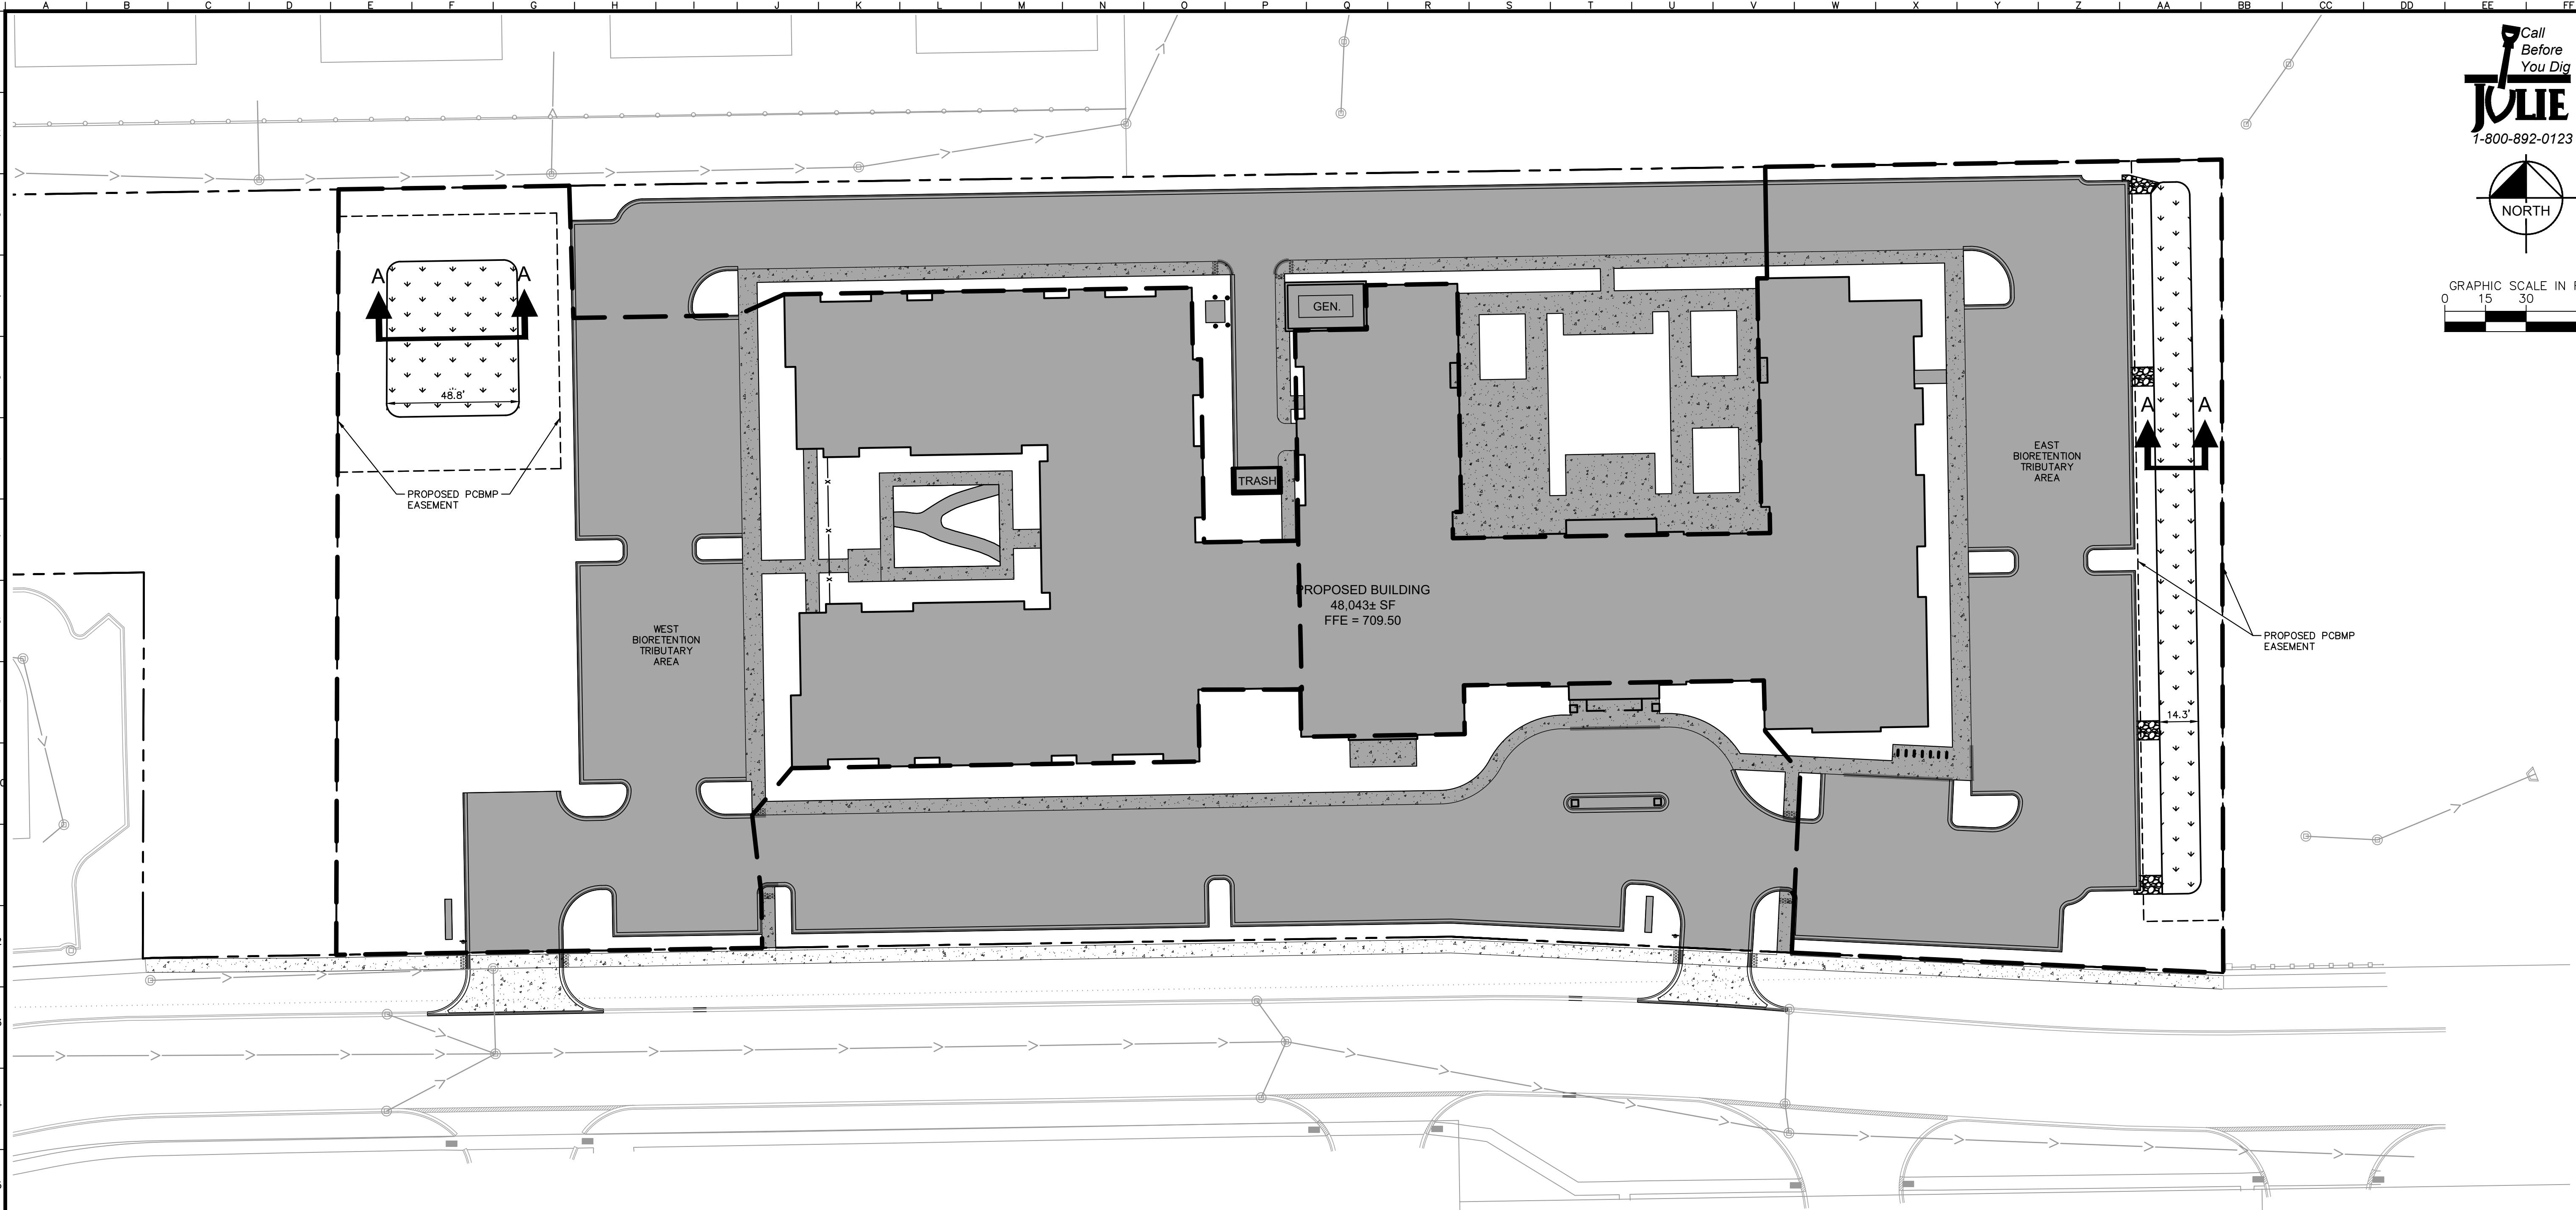 A B C D E F G H I J K L M N O P Q R S T U V W X Y Z AA BB CC DD EE FF
Call
Before
You Dig
JULIE
1-800-892-0123
NORTH
GRAPHIC SCALE IN
0 15 30
A A
48.8'
PROPOSED PCBMP
EASEMENT
GEN.
TRASH
A A
EAST
BIORETENTION
TRIBUTARY
AREA
PROPOSED BUILDING
48,043± SF
FFE = 709.50
WEST
BIORETENTION
TRIBUTARY
AREA
PROPOSED PCBMP
EASEMENT
14.3'